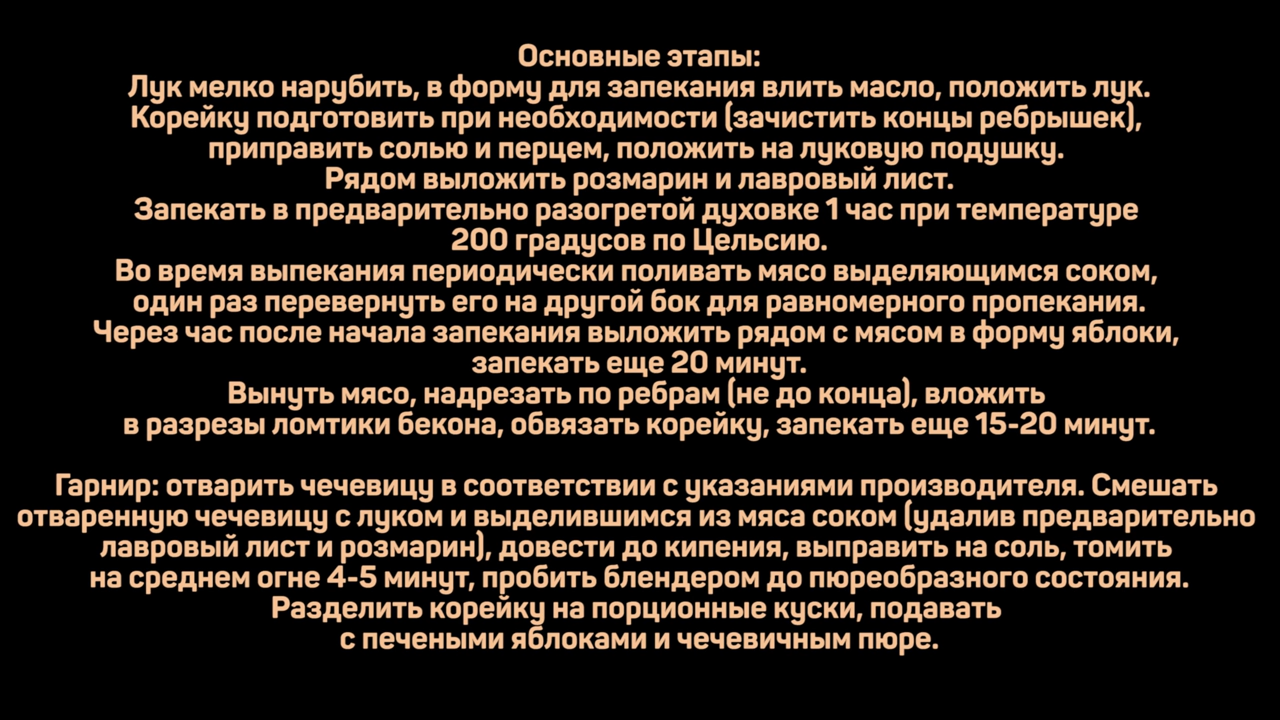 Основные этапы:
Лук мелко нарубить, в форму для запекания влить масло, положить лук.
Корейку подготовить при необходимости (зачистить концы ребрышек),
приправить солью и перцем, положить на луковую подушку.
Рядом выложить розмарин и лавровый лист.
Запекать в предварительно разогретой духовке 1 час при температуре
200 градусов по Цельсию.
Во время выпекания периодически поливать мясо выделяющимся соком,
один раз перевернуть его на другой бок для равномерного пропекания.
Через час после начала запекания выложить рядом с мясом в форму яблоки,
запекать еще 20 минут.
Вынуть мясо, надрезать по ребрам (не до конца), вложить
в разрезы ломтики бекона, обвязать корейку, запекать еще 15-20 минут.
Гарнир: отварить чечевицу в соответствии с указаниями производителя. Смешать
отваренную чечевицу с луком и выделившимся из мяса соком (удалив предварительно
лавровый лист и розмарин), довести до кипения, выправить на соль, томить
на среднем огне 4-5 минут, пробить блендером до пюреобразного состояния.
Разделить корейку на порционные куски, подавать
с печеными яблоками и чечевичным пюре.